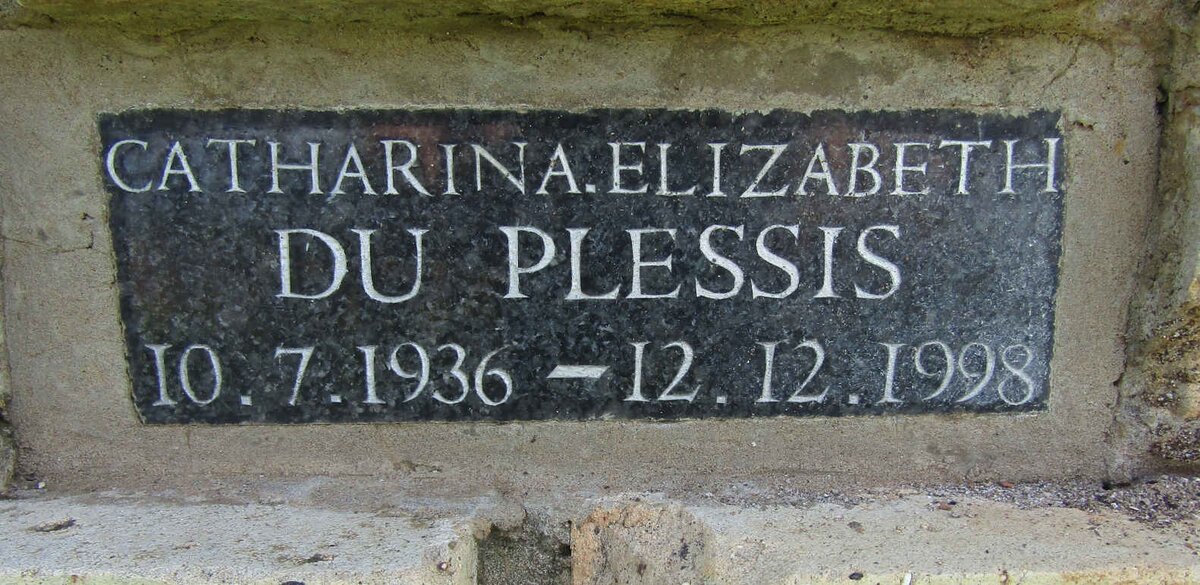 CATHARINA.ELIZABETH
DU PLESSIS
10.7.1936 – 12.12.1998